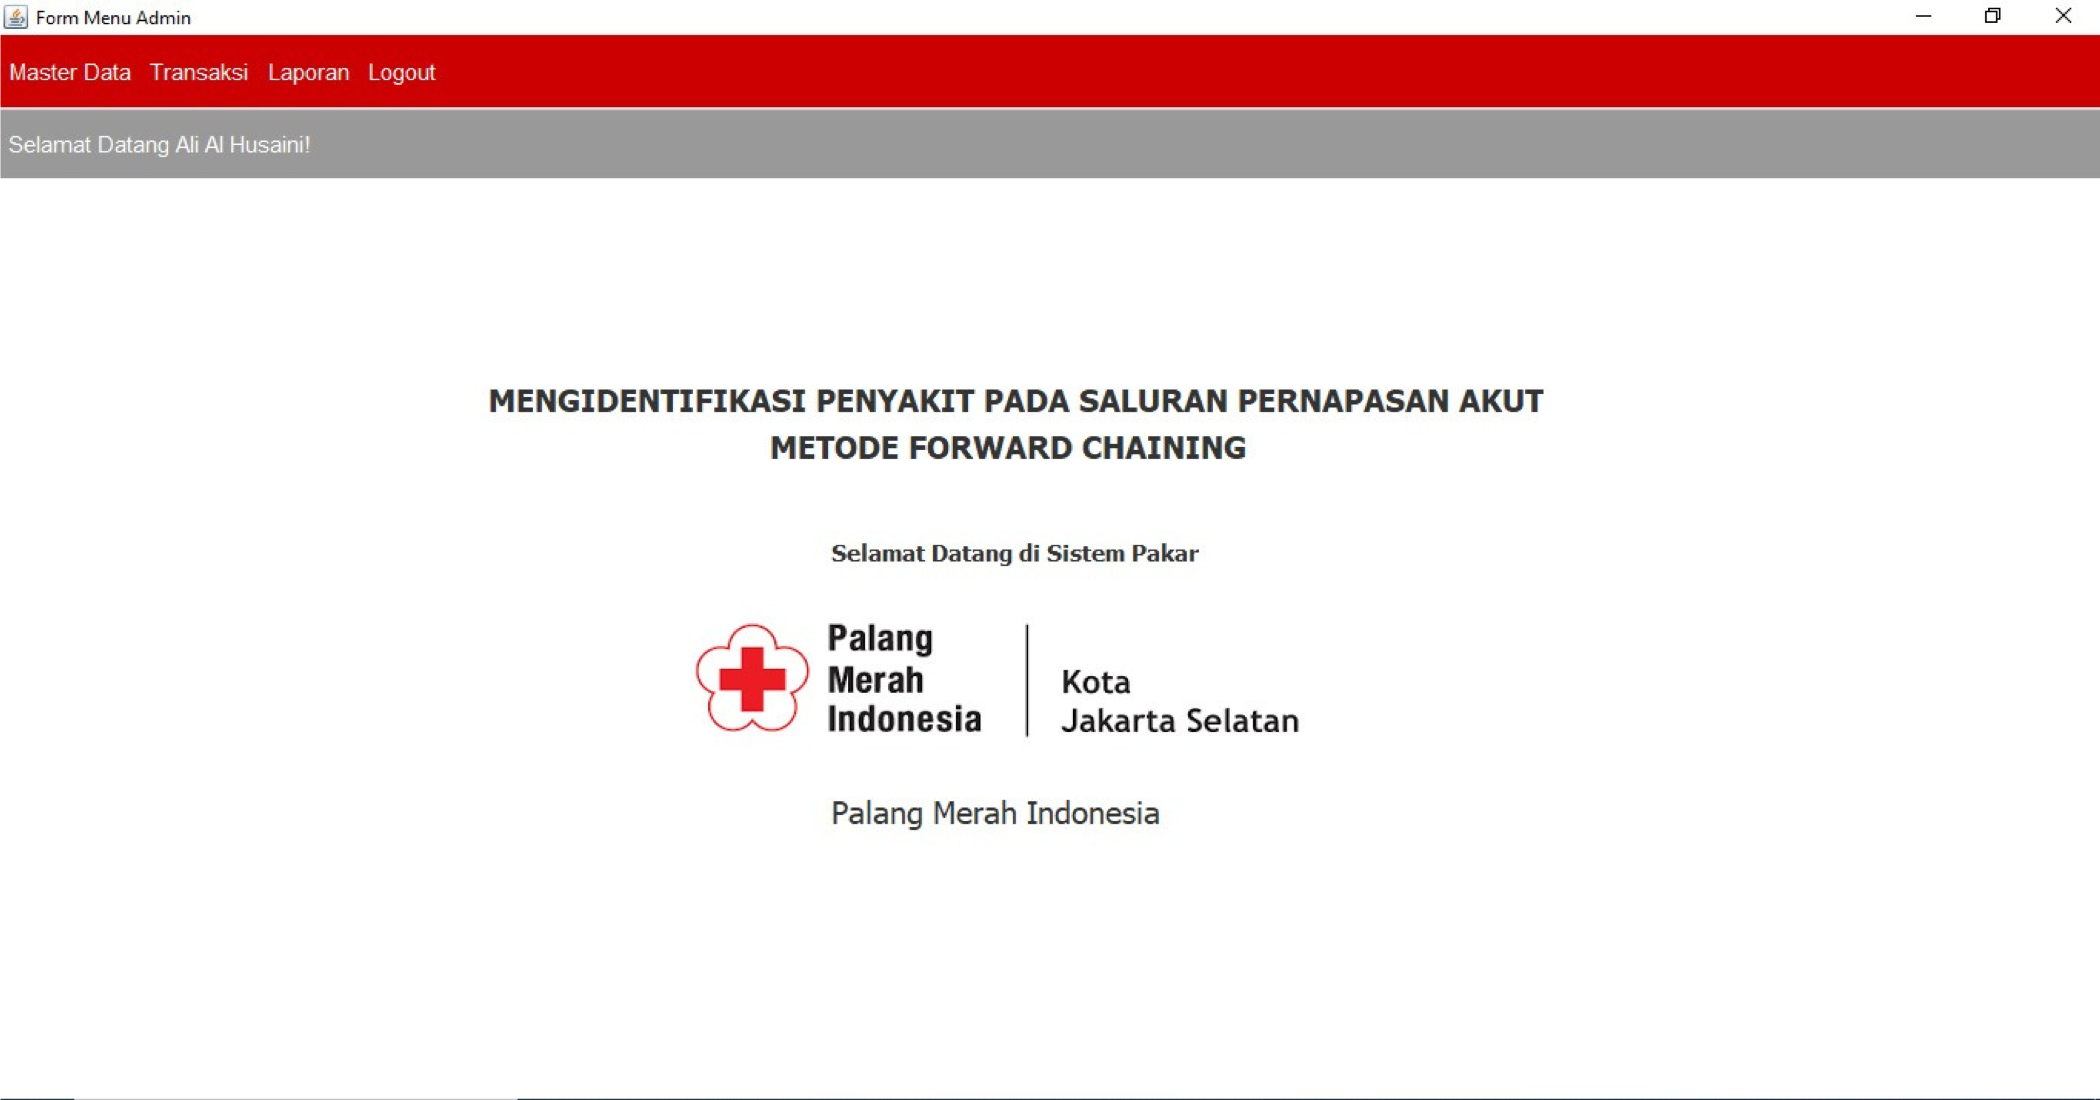 Form Menu Admin
Master Data Transaksi Laporan Logout
Selamat Datang Ali Al Husaini!
MENGIDENTIFIKASI PENYAKIT PADA SALURAN PERNAPASAN AKUT
METODE FORWARD CHAINING
Selamat Datang di Sistem Pakar
Palang
Merah
Indonesia
Kota
Jakarta Selatan
Palang Merah Indonesia